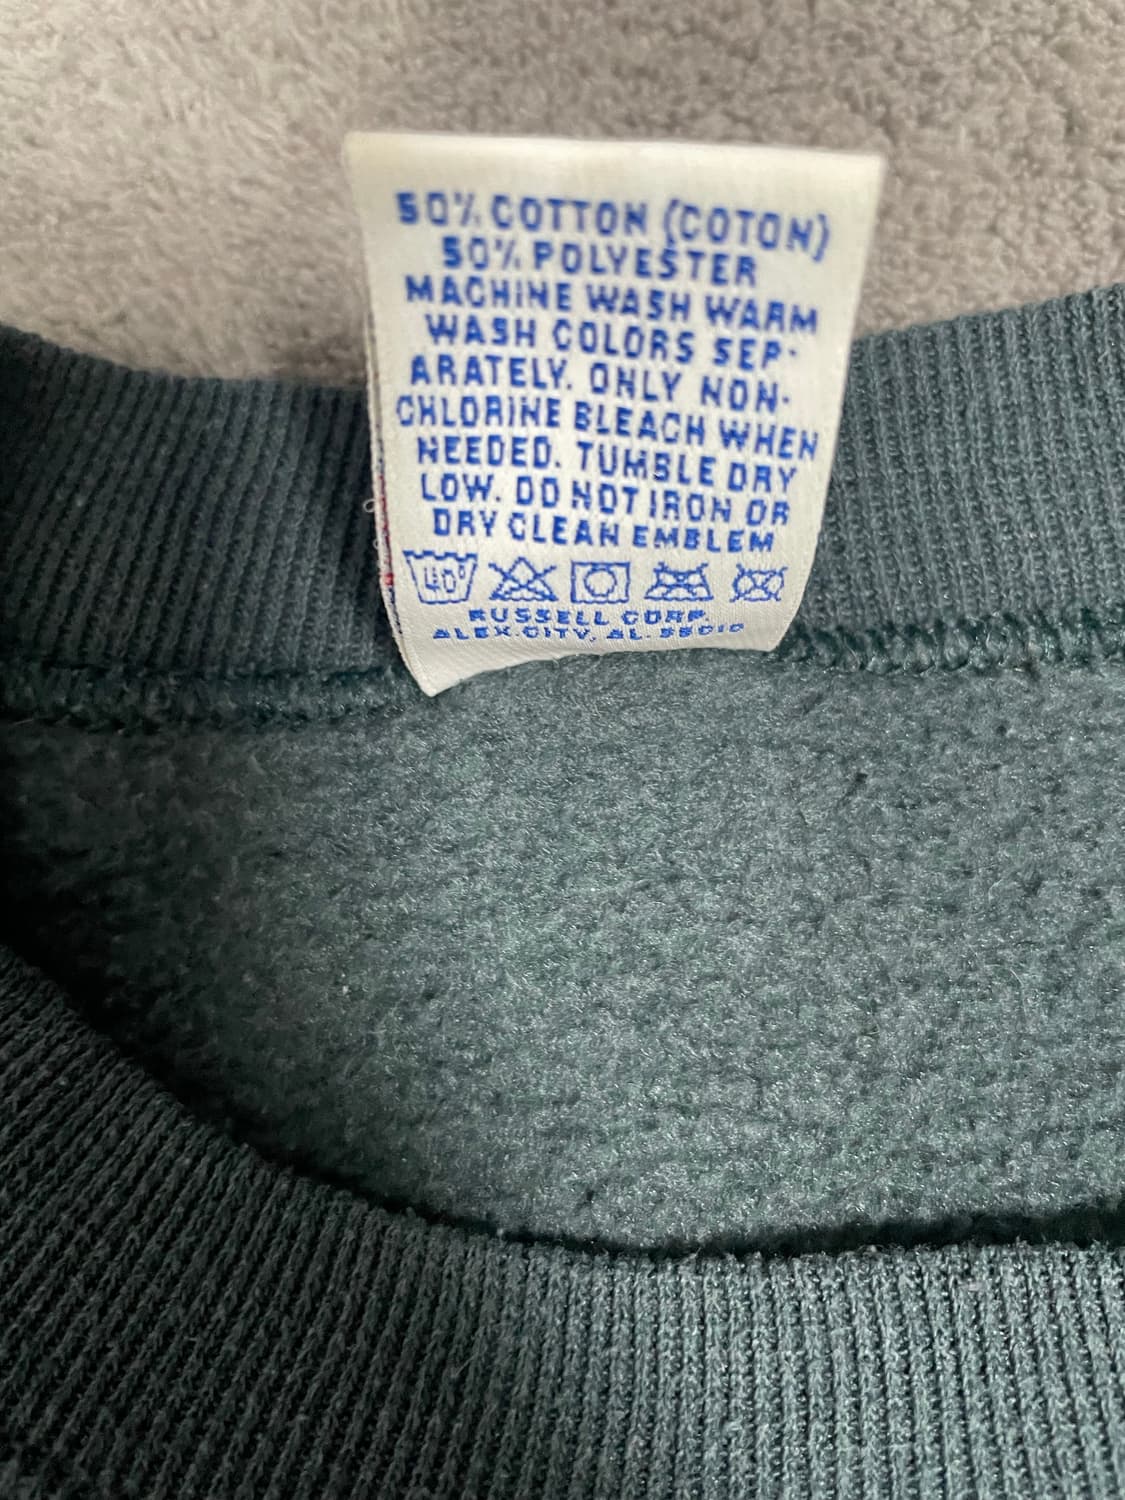 50% COTTON (COTON)
50% POLYESTER
MACHINE WASH WARM
WASH COLORS SEP-
ARATELY. ONLY NON-
CHLORINE BLEACH WHEN
NEEDED. TUMBLE DRY
LOW. DO NOT IRON OR
DRY CLEAN EMBLEM
40°
RUSSELL CORP.
ALEX.CITY, AL. 35010